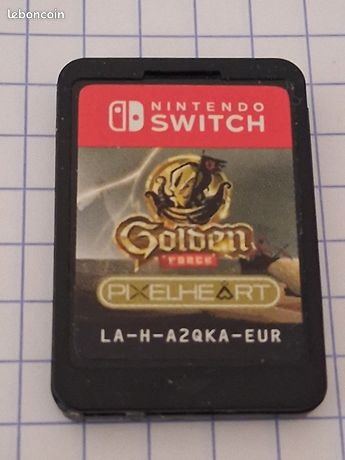 leboncoin
NINTENDO
SWITCH
Golden
FORCE
PIXELHEART
LA-H-A2QKA-EUR